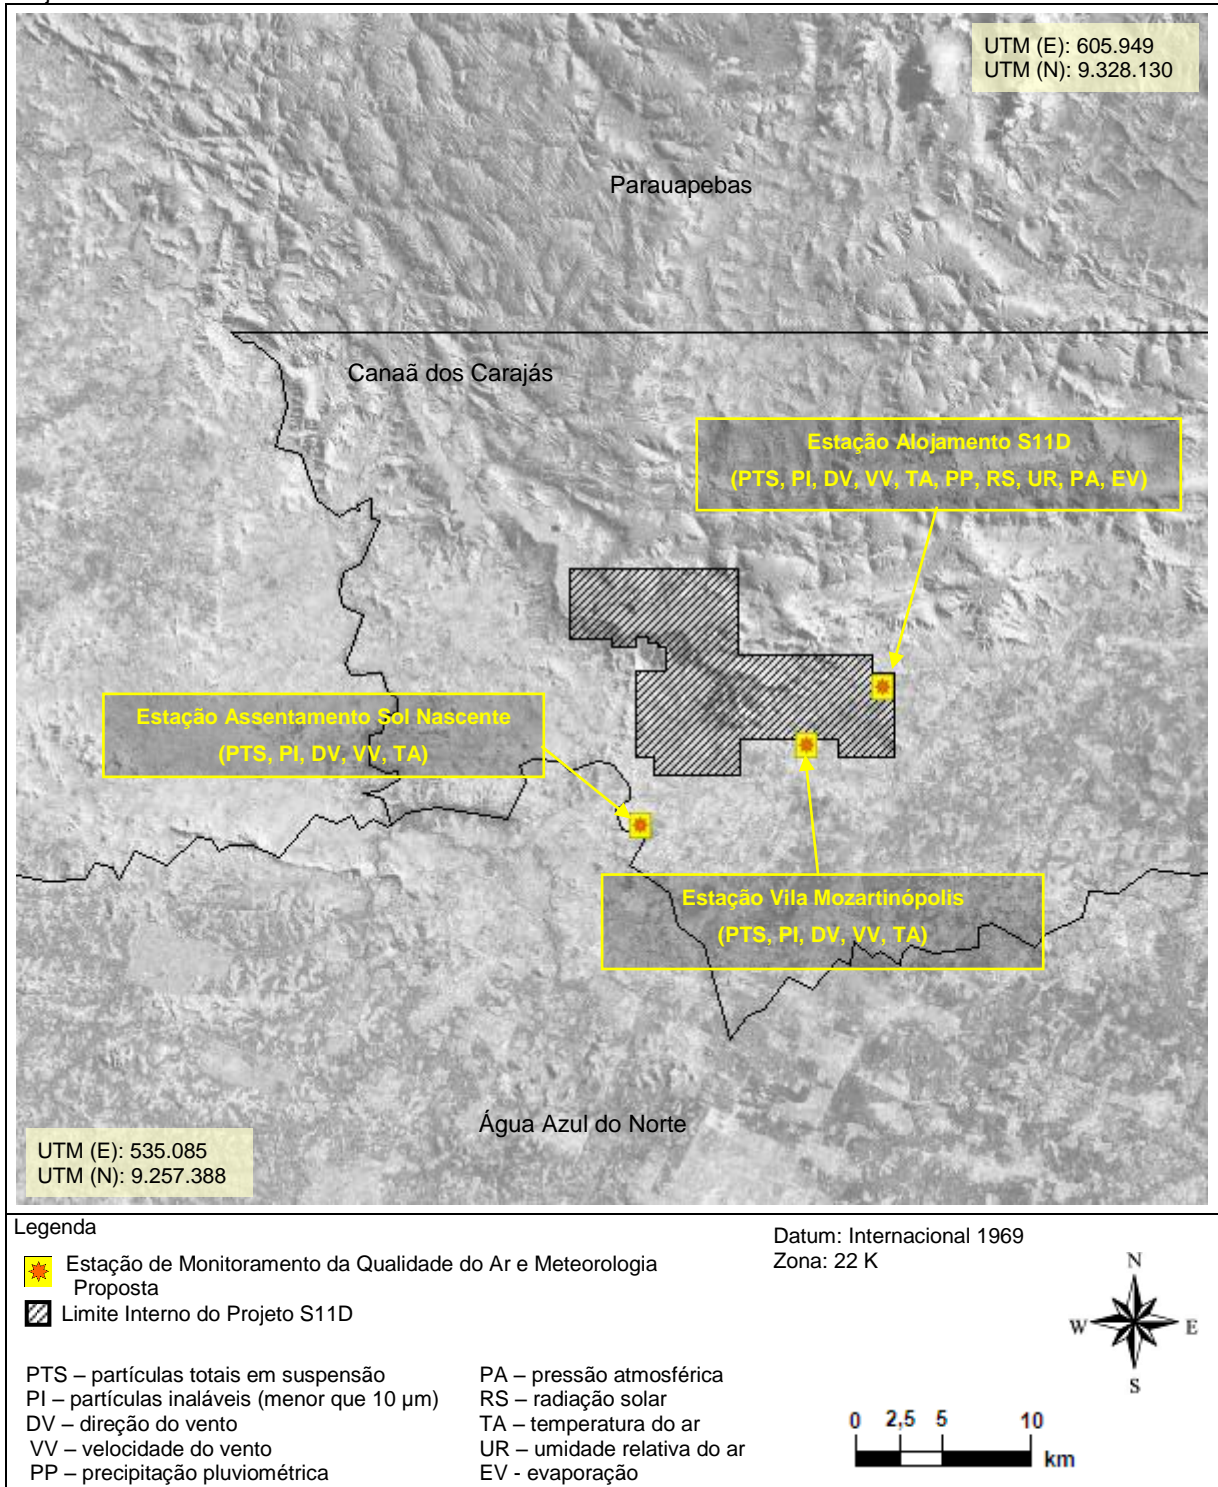 UTM (E): 605.949
UTM (N): 9.328.130
Parauapebas
Canaã dos Carajás
Estação Alojamento S11D
(PTS, PI, DV, VV, TA, PP, RS, UR, PA, EV)
Estação Assentamento Sol Nascente
(PTS, PI, DV, VV, TA)
Estação Vila Mozartinópolis
(PTS, PI, DV, VV, TA)
Água Azul do Norte
UTM (E): 535.085
UTM (N): 9.257.388
Legenda
Estação de Monitoramento da Qualidade do Ar e Meteorologia
Proposta
Limite Interno do Projeto S11D
PTS – partículas totais em suspensão
PI – partículas inaláveis (menor que 10 µm)
DV – direção do vento
VV – velocidade do vento
PP – precipitação pluviométrica
PA – pressão atmosférica
RS – radiação solar
TA – temperatura do ar
UR – umidade relativa do ar
EV - evaporação
Datum: Internacional 1969
Zona: 22 K
N
W E
S
0 2,5 5 10
km